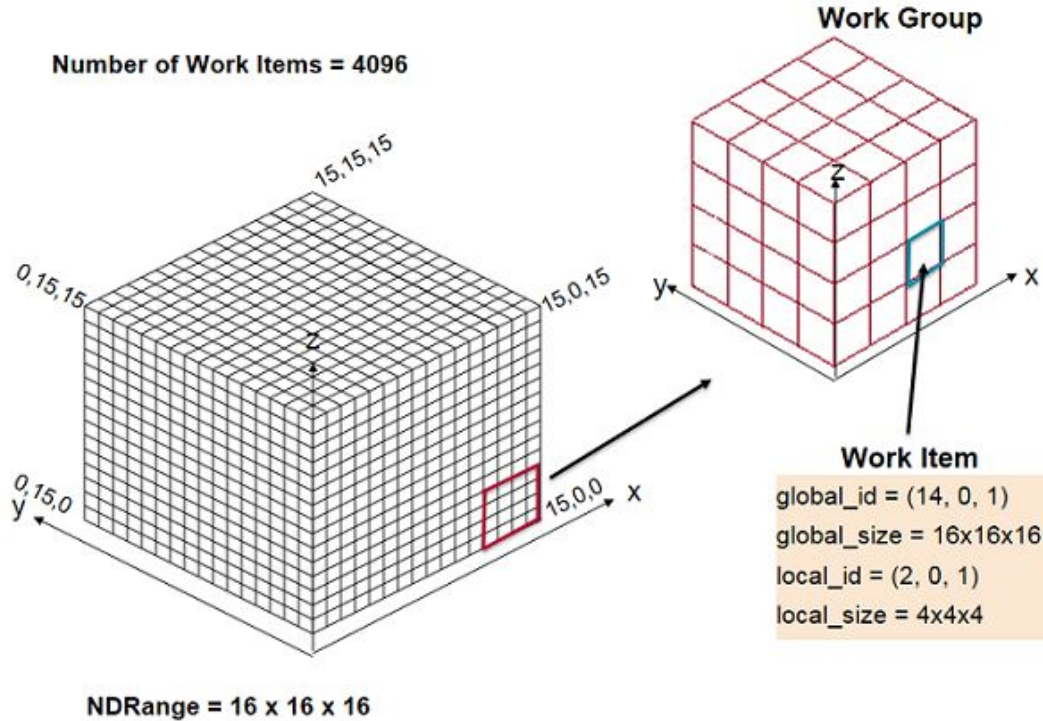 Work Group
Number of Work Items = 4096
15,15,15
z
0,15,15
15,0,15
y
x
z
Work Item
0,15,0
y
15,0,0
x
global_id = (14, 0, 1)
global_size = 16x16x16
local_id = (2, 0, 1)
local_size = 4x4x4
NDRange = 16 x 16 x 16